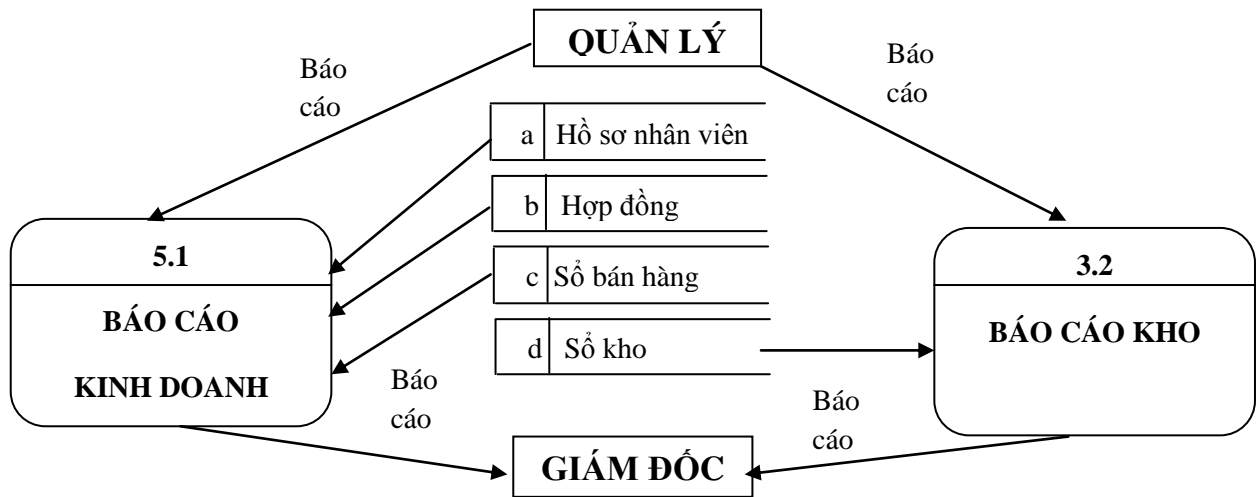 QUẢN LÝ
Báo
cáo
Báo
cáo
a Hồ sơ nhân viên
b Hợp đồng
c Sổ bán hàng
d Sổ kho
5.1
BÁO CÁO
KINH DOANH
3.2
BÁO CÁO KHO
Báo
cáo
Báo
cáo
GIÁM ĐỐC